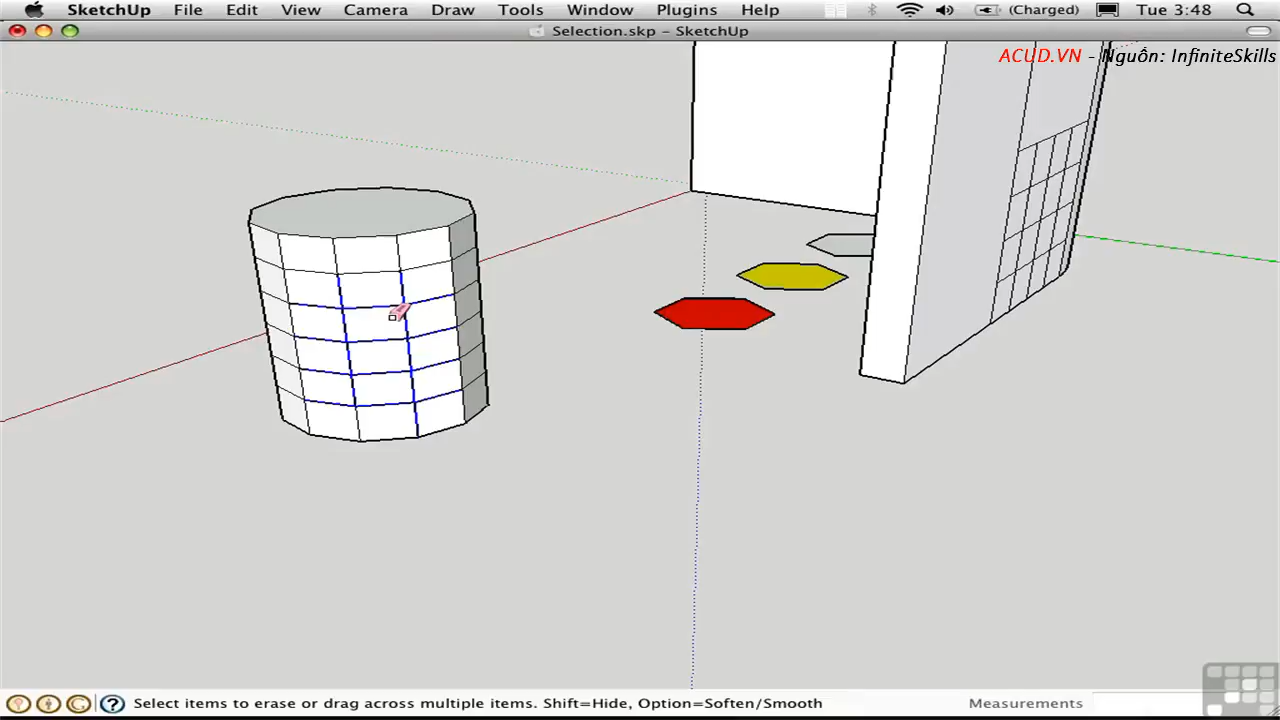 SketchUp File Edit View Camera Draw Tools Window Plugins Help (Charged) Tue 3:48
Selection.skp – SketchUp
ACUD.VN - Nguồn: InfiniteSkills
Select items to erase or drag across multiple items. Shift=Hide, Option=Soften/Smooth Measurements